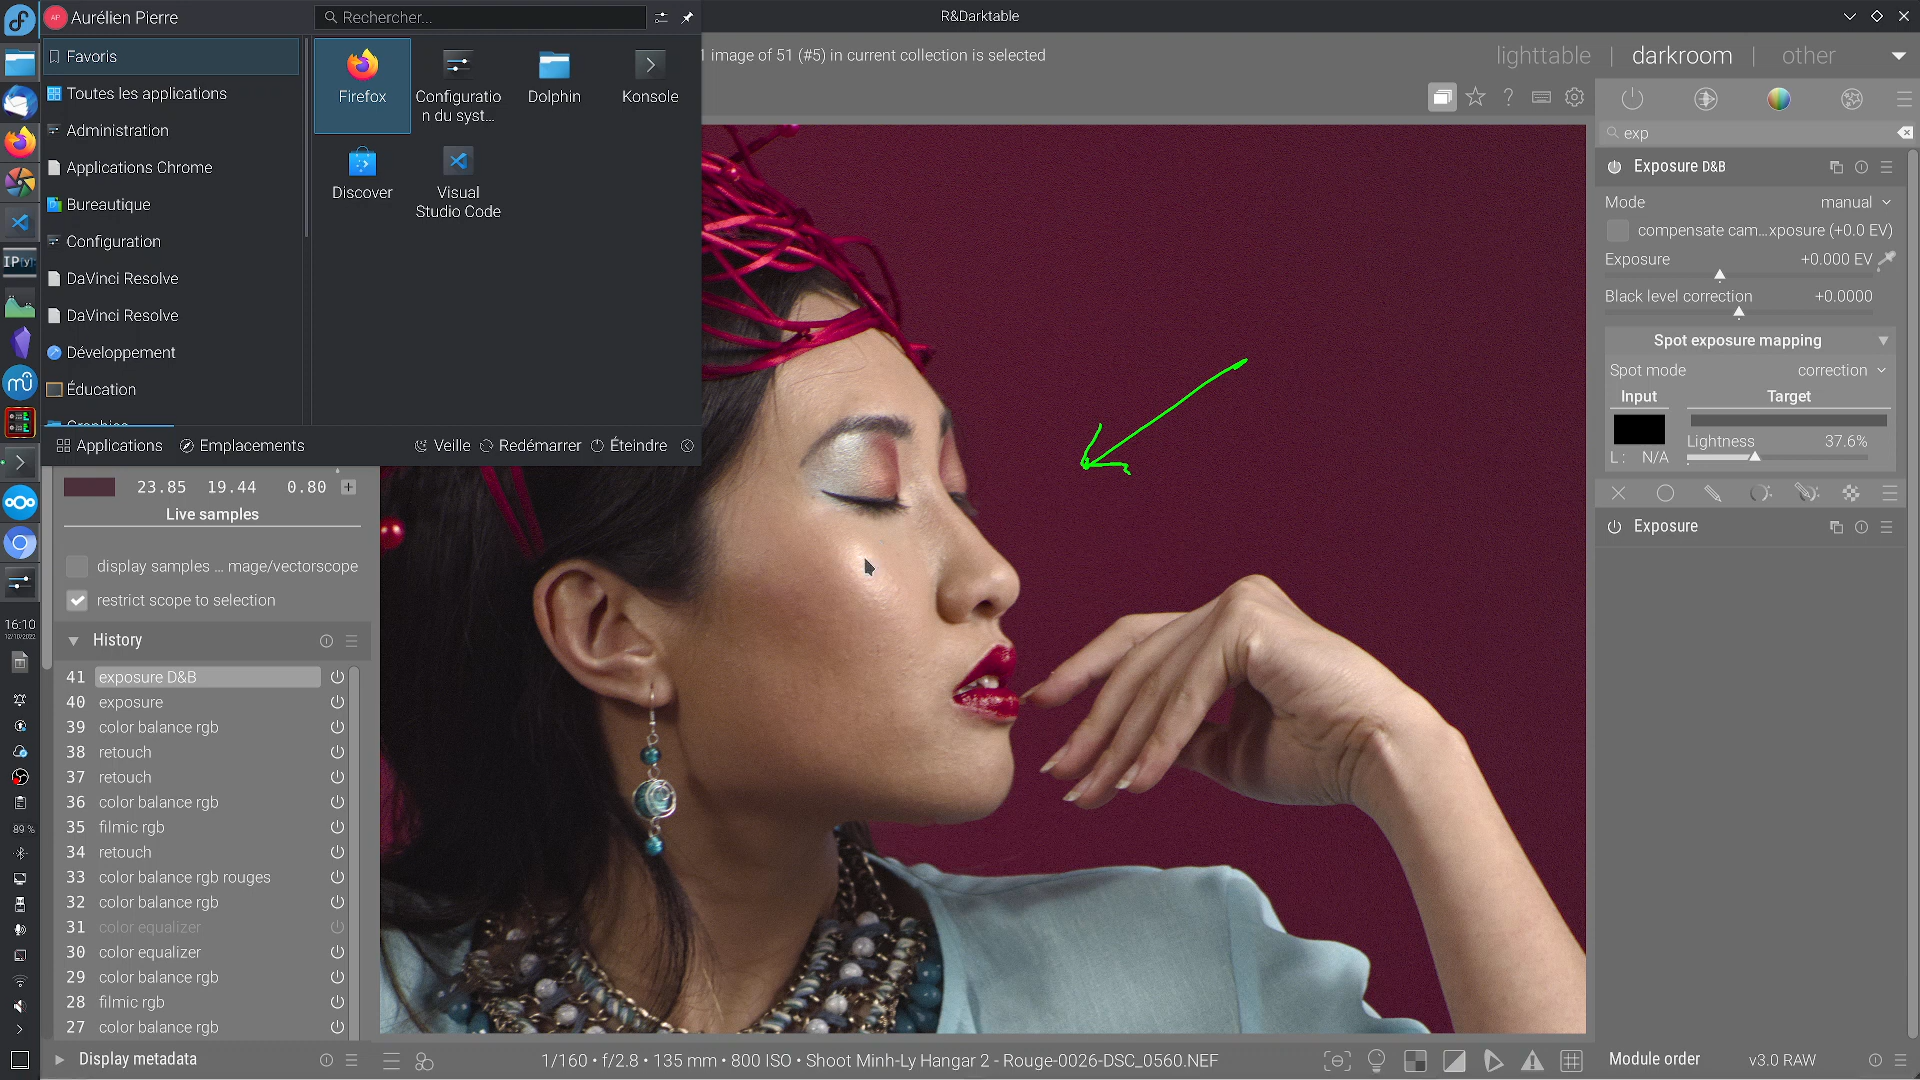 Aurélien Pierre
Rechercher...
Favoris
Toutes les applications
Administration
Applications Chrome
Bureautique
Configuration
DaVinci Resolve
DaVinci Resolve
Développement
Éducation
Firefox
Configuratio
n du syst...
Dolphin
Konsole
Discover
Visual
Studio Code
Applications
Emplacements
Veille
Redémarrer
Éteindre
R&Darktable
1 image of 51 (#5) in current collection is selected
lighttable | darkroom | other
IPy
16:10
12/10/2022
89 %
23.85 19.44 0.80 +
Live samples
display samples ... mage/vectorscope
restrict scope to selection
History
41 exposure D&B
40 exposure
39 color balance rgb
38 retouch
37 retouch
36 color balance rgb
35 filmic rgb
34 retouch
33 color balance rgb rouges
32 color balance rgb
31 color equalizer
30 color equalizer
29 color balance rgb
28 filmic rgb
27 color balance rgb
Display metadata
1/160 • f/2.8 • 135 mm • 800 ISO • Shoot Minh-Ly Hangar 2 - Rouge-0026-DSC_0560.NEF
exp
Exposure D&B
Mode manual
compensate cam...xposure (+0.0 EV)
Exposure +0.000 EV
Black level correction +0.0000
Spot exposure mapping
Spot mode correction
Input Target
Lightness 37.6%
L : N/A
Exposure
Module order v3.0 RAW